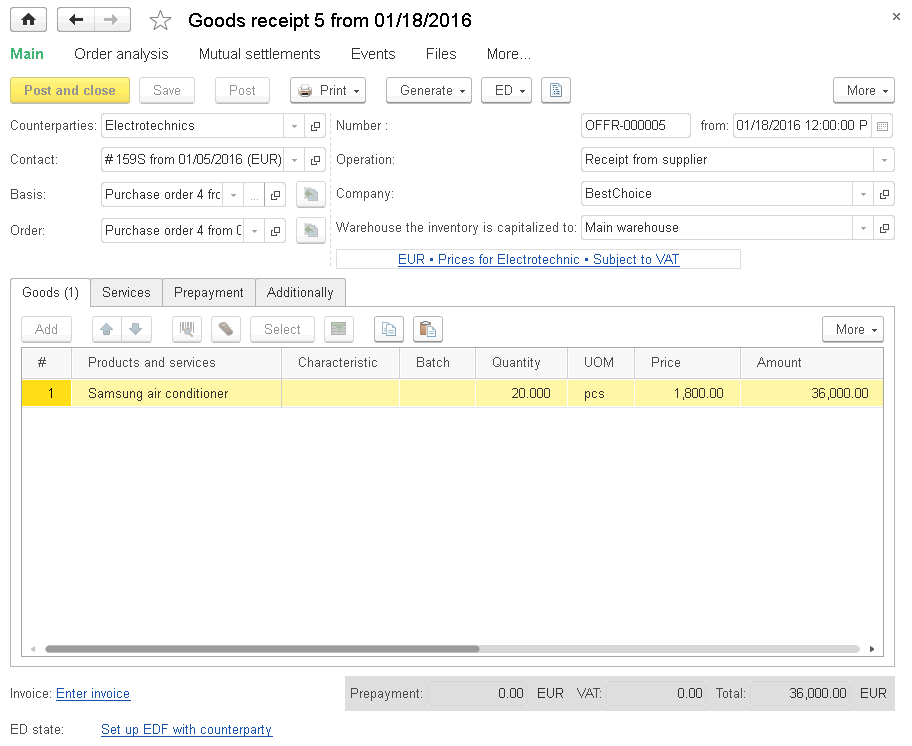 Goods receipt 5 from 01/18/2016
Main Order analysis Mutual settlements Events Files More...
Post and close Save Post Print Generate ED More
Counterparties: Electrotechnics Number : OFFR-000005 from: 01/18/2016 12:00:00 P
Contact: # 159S from 01/05/2016 (EUR) Operation: Receipt from supplier
Basis: Purchase order 4 frc ... Company: BestChoice
Order: Purchase order 4 from 0 Warehouse the inventory is capitalized to: Main warehouse
EUR • Prices for Electrotechnic • Subject to VAT
Goods (1) Services Prepayment Additionally
Add Select More
# Products and services Characteristic Batch Quantity UOM Price Amount
1 Samsung air conditioner 20.000 pcs 1,800.00 36,000.00
Invoice: Enter invoice Prepayment: 0.00 EUR VAT: 0.00 Total: 36,000.00 EUR
ED state: Set up EDF with counterparty